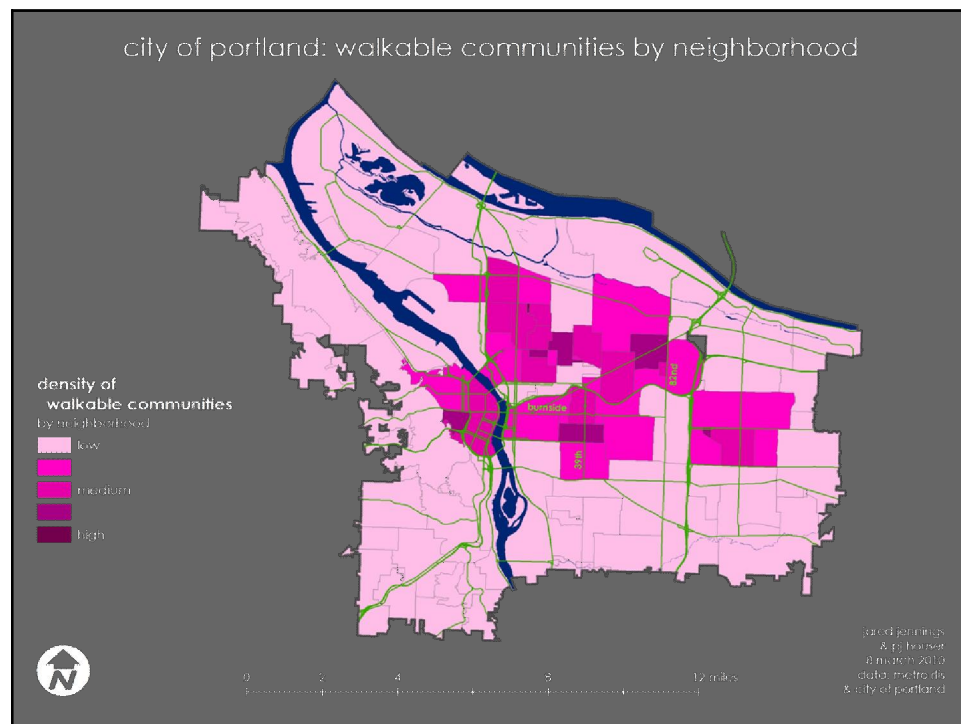 city of portland: walkable communities by neighborhood
82nd
burnside
39th
density of
walkable communities
by neighborhood
low
medium
high
N
0 2 4 8 12 miles
jarod jennings
& pj houser
8 march 2010
data: metro rlis
& city of portland